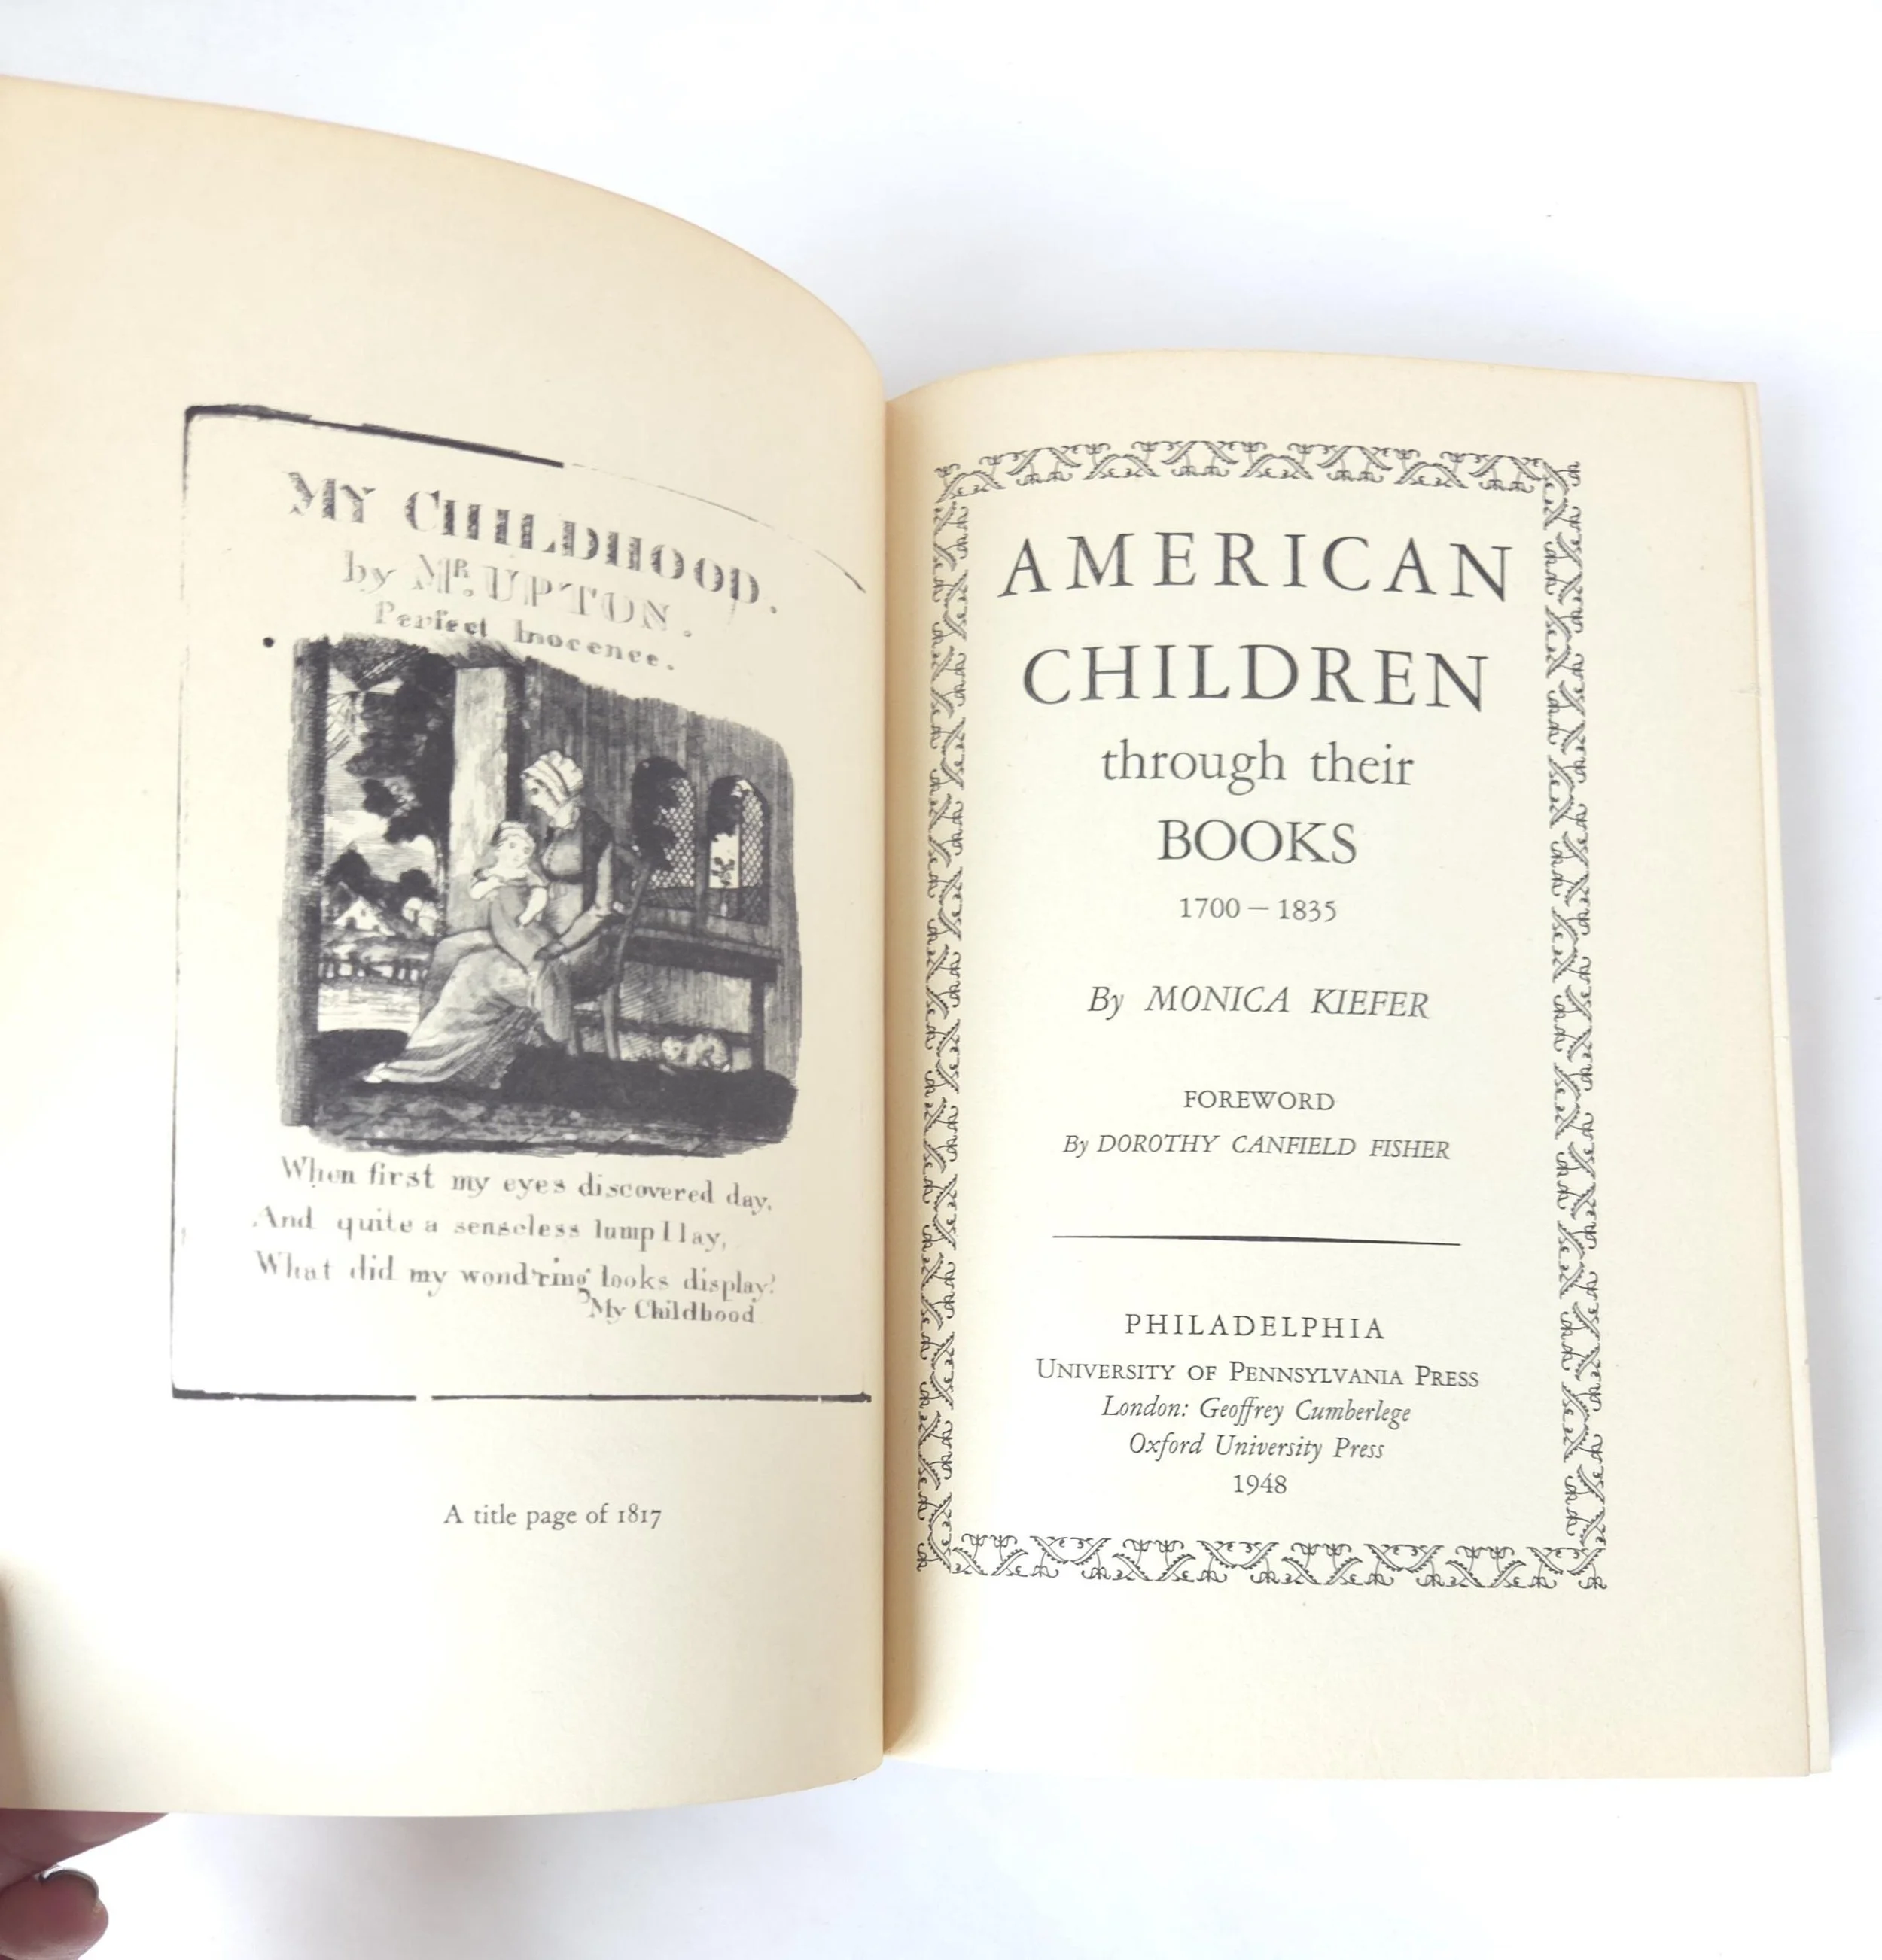 MY CHILDHOOD.
by MR. UPTON.
Perfect Inocence.
When first my eyes discovered day,
And quite a senseless lump I lay,
What did my wond'ring looks display?
My Childhood
A title page of 1817
AMERICAN
CHILDREN
through their
BOOKS
1700 – 1835
By MONICA KIEFER
FOREWORD
By DOROTHY CANFIELD FISHER
PHILADELPHIA
UNIVERSITY OF PENNSYLVANIA PRESS
London: Geoffrey Cumberlege
Oxford University Press
1948